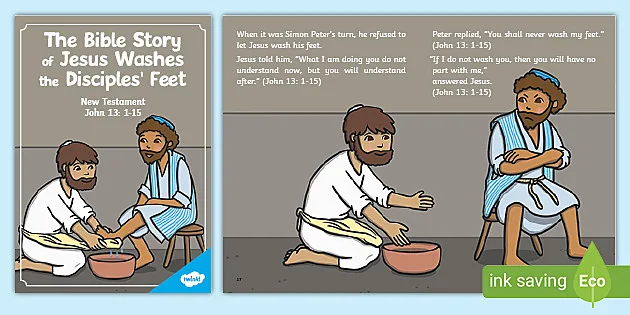 The Bible Story
of Jesus Washes
the Disciples' Feet
New Testament
John 13: 1-15
twinkl
When it was Simon Peter's turn, he refused to
let Jesus wash his feet.
Jesus told him, "What I am doing you do not
understand now, but you will understand
after." (John 13: 1-15)
17
Peter replied, "You shall never wash my feet."
(John 13: 1-15)
"If I do not wash you, then you will have no
part with me,"
answered Jesus.
(John 13: 1-15)
ink saving
Eco